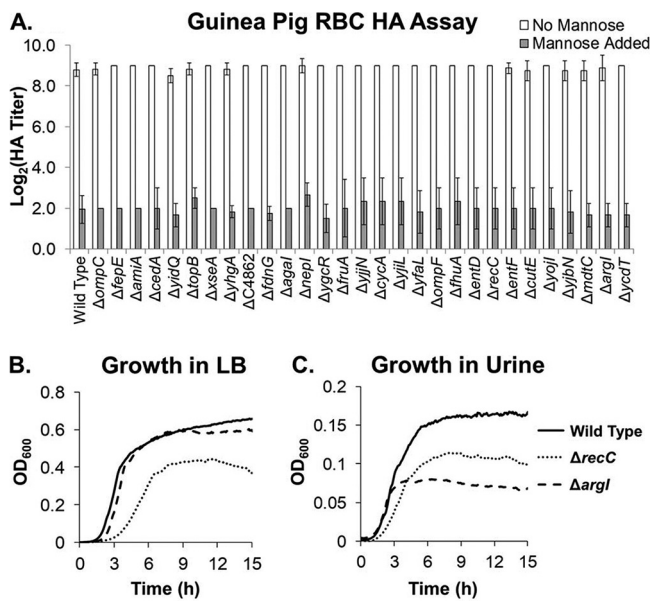 A.
Guinea Pig RBC HA Assay
No Mannose
Mannose Added
Log2(HA Titer)
10.0
8.0
6.0
4.0
2.0
0.0
Wild Type
ΔompC
ΔfepE
ΔamiA
ΔcedA
ΔyidQ
ΔtopB
ΔxseA
ΔyhgA
ΔC4862
ΔfdnG
ΔagaI
ΔnepI
ΔygcR
ΔfruA
ΔyjjN
ΔcycA
ΔyjiL
ΔyfaL
ΔompF
ΔfhuA
ΔentD
ΔrecC
ΔentF
ΔcutE
ΔyojI
ΔyjbN
ΔmdtC
ΔargI
ΔycdT
B.
Growth in LB
OD600
0.8
0.6
0.4
0.2
0
0 3 6 9 12 15
Time (h)
C.
Growth in Urine
OD600
0.2
0.15
0.1
0.05
0
0 3 6 9 12 15
Time (h)
Wild Type
ΔrecC
ΔargI